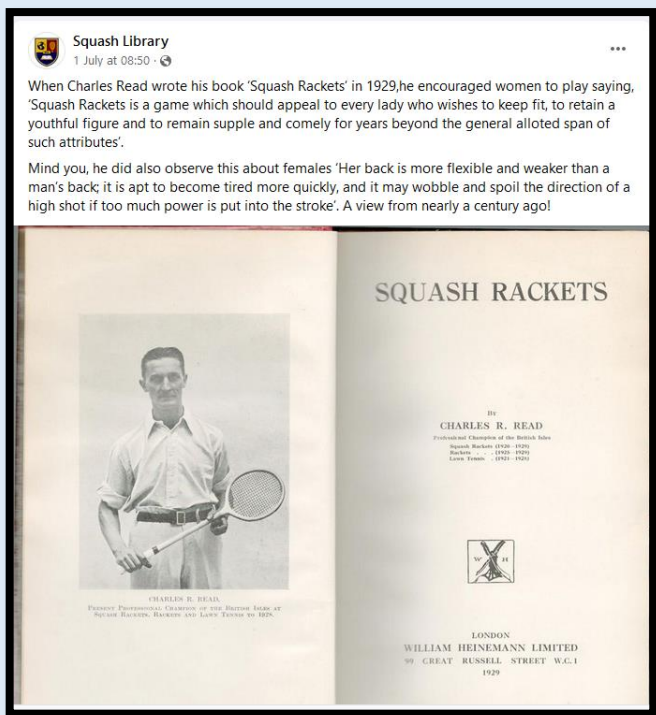 Squash Library
1 July at 08:50 ·
When Charles Read wrote his book 'Squash Rackets' in 1929,he encouraged women to play saying,
'Squash Rackets is a game which should appeal to every lady who wishes to keep fit, to retain a
youthful figure and to remain supple and comely for years beyond the general alloted span of
such attributes'.
Mind you, he did also observe this about females 'Her back is more flexible and weaker than a
man's back; it is apt to become tired more quickly, and it may wobble and spoil the direction of a
high shot if too much power is put into the stroke'. A view from nearly a century ago!
CHARLES R. READ,
PRESENT PROFESSIONAL CHAMPION OF THE BRITISH ISLES AT
SQUASH RACKETS, RACKETS AND LAWN TENNIS TO 1928.
SQUASH RACKETS
By
CHARLES R. READ
Professional Champion of the British Isles
Squash Rackets
Rackets . . .
Lawn Tennis .
W H
LONDON
WILLIAM HEINEMANN LIMITED
99 GREAT RUSSELL STREET W.C.1
1929